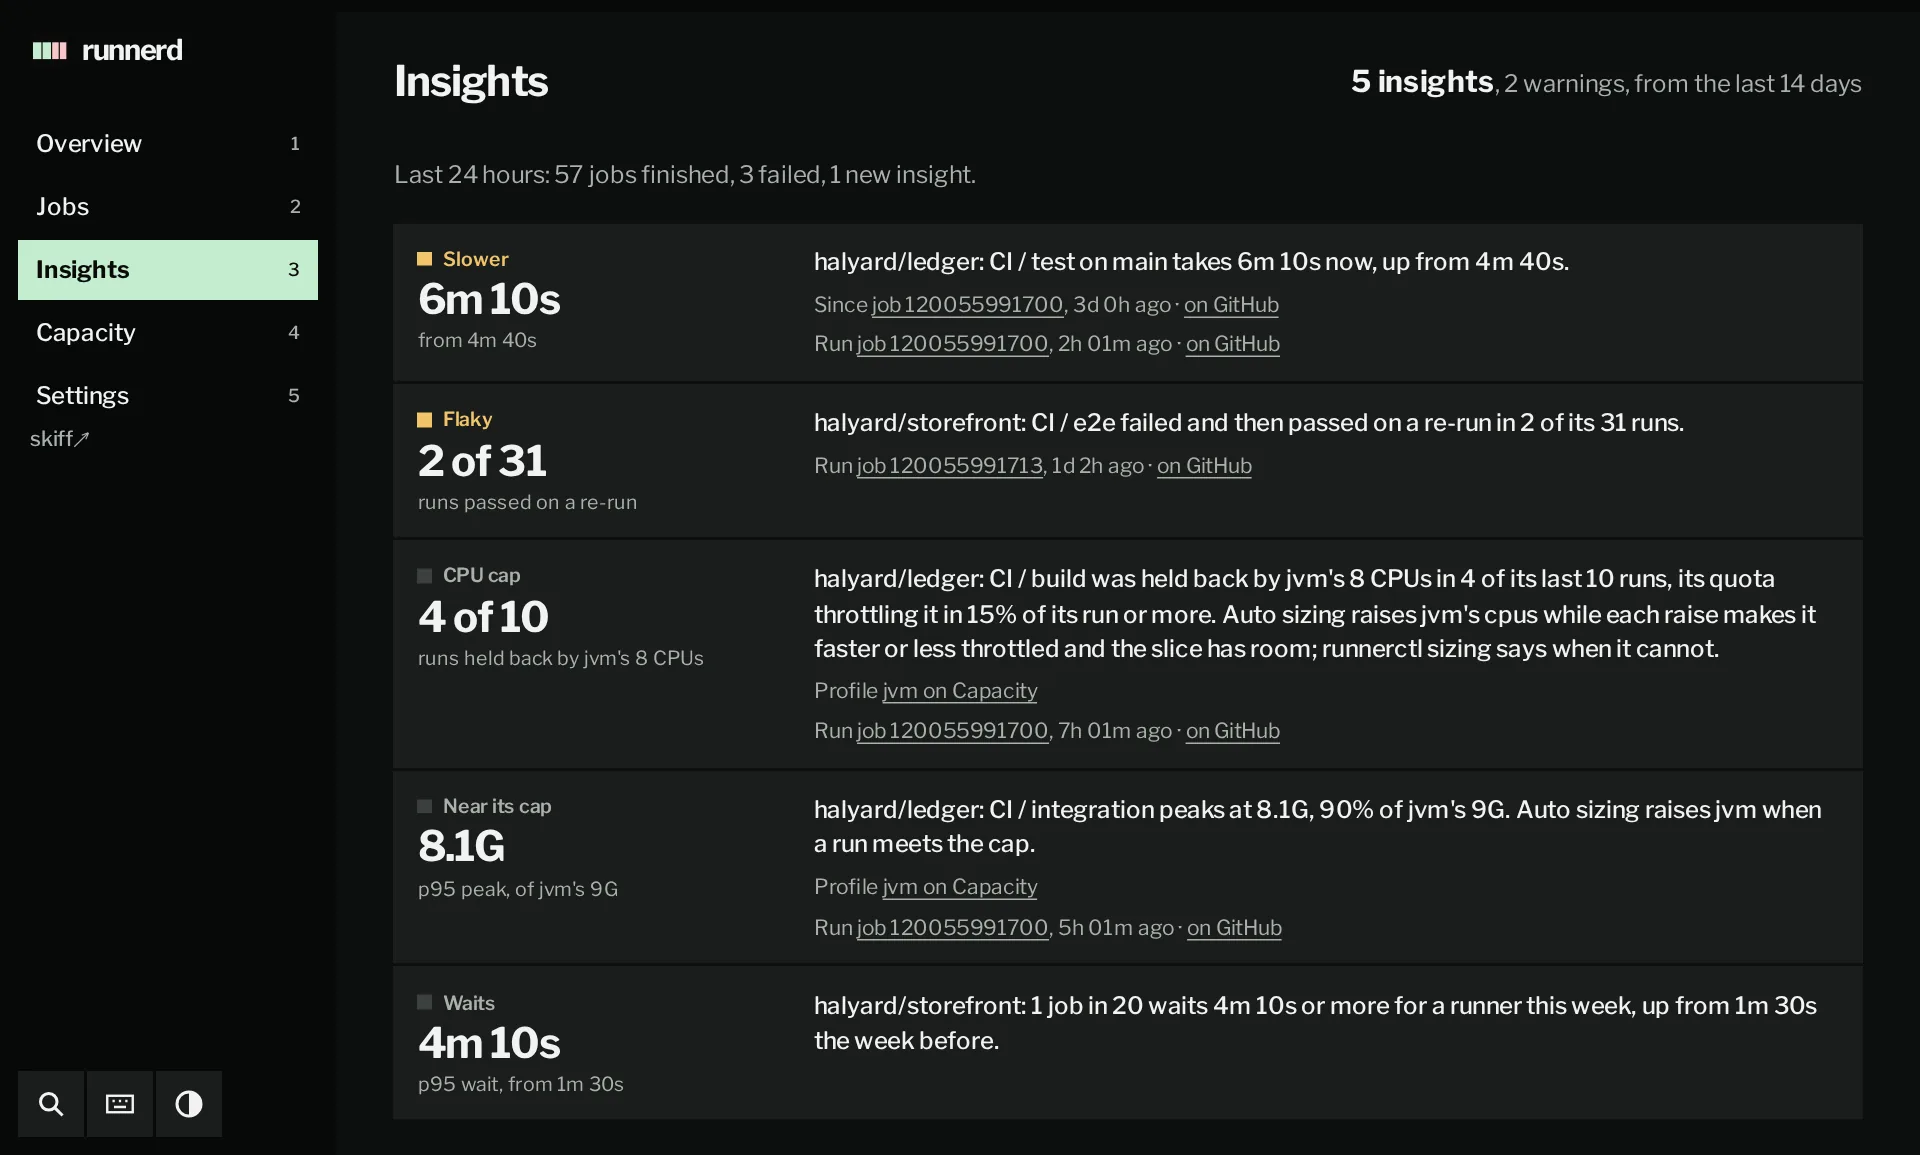 runnerd
Overview 1
Jobs 2
Insights 3
Capacity 4
Settings 5
skiff↗
Insights
5 insights, 2 warnings, from the last 14 days
Last 24 hours: 57 jobs finished, 3 failed, 1 new insight.
Slower
6m 10s
from 4m 40s
halyard/ledger: CI / test on main takes 6m 10s now, up from 4m 40s.
Since job 120055991700, 3d 0h ago · on GitHub
Run job 120055991700, 2h 01m ago · on GitHub
Flaky
2 of 31
runs passed on a re-run
halyard/storefront: CI / e2e failed and then passed on a re-run in 2 of its 31 runs.
Run job 120055991713, 1d 2h ago · on GitHub
CPU cap
4 of 10
runs held back by jvm's 8 CPUs
halyard/ledger: CI / build was held back by jvm's 8 CPUs in 4 of its last 10 runs, its quota
throttling it in 15% of its run or more. Auto sizing raises jvm's cpus while each raise makes it
faster or less throttled and the slice has room; runnerctl sizing says when it cannot.
Profile jvm on Capacity
Run job 120055991700, 7h 01m ago · on GitHub
Near its cap
8.1G
p95 peak, of jvm's 9G
halyard/ledger: CI / integration peaks at 8.1G, 90% of jvm's 9G. Auto sizing raises jvm when
a run meets the cap.
Profile jvm on Capacity
Run job 120055991700, 5h 01m ago · on GitHub
Waits
4m 10s
p95 wait, from 1m 30s
halyard/storefront: 1 job in 20 waits 4m 10s or more for a runner this week, up from 1m 30s
the week before.